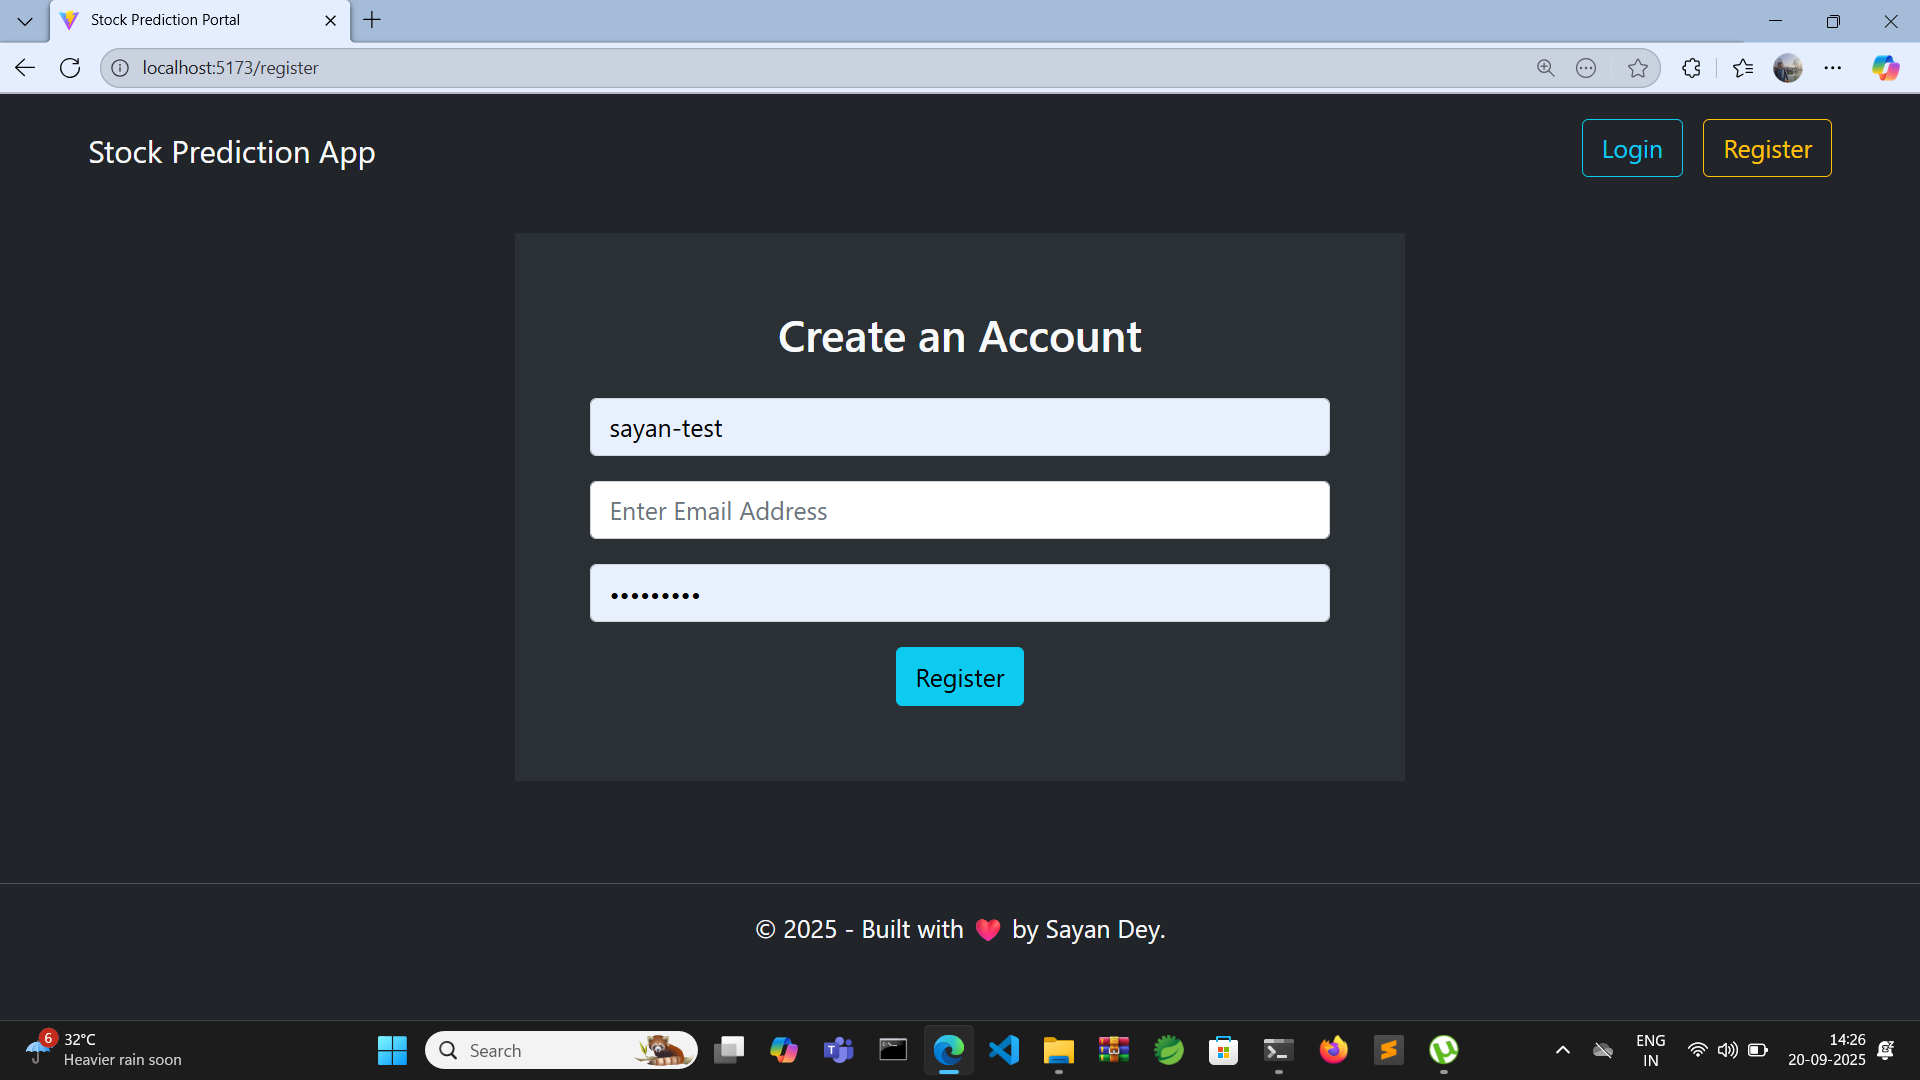 Stock Prediction Portal
localhost:5173/register
Stock Prediction App
Login
Register
Create an Account
sayan-test
Enter Email Address
•••••••••
Register
© 2025 - Built with ❤ by Sayan Dey.
6
32°C
Heavier rain soon
Search
ENG
IN
14:26
20-09-2025